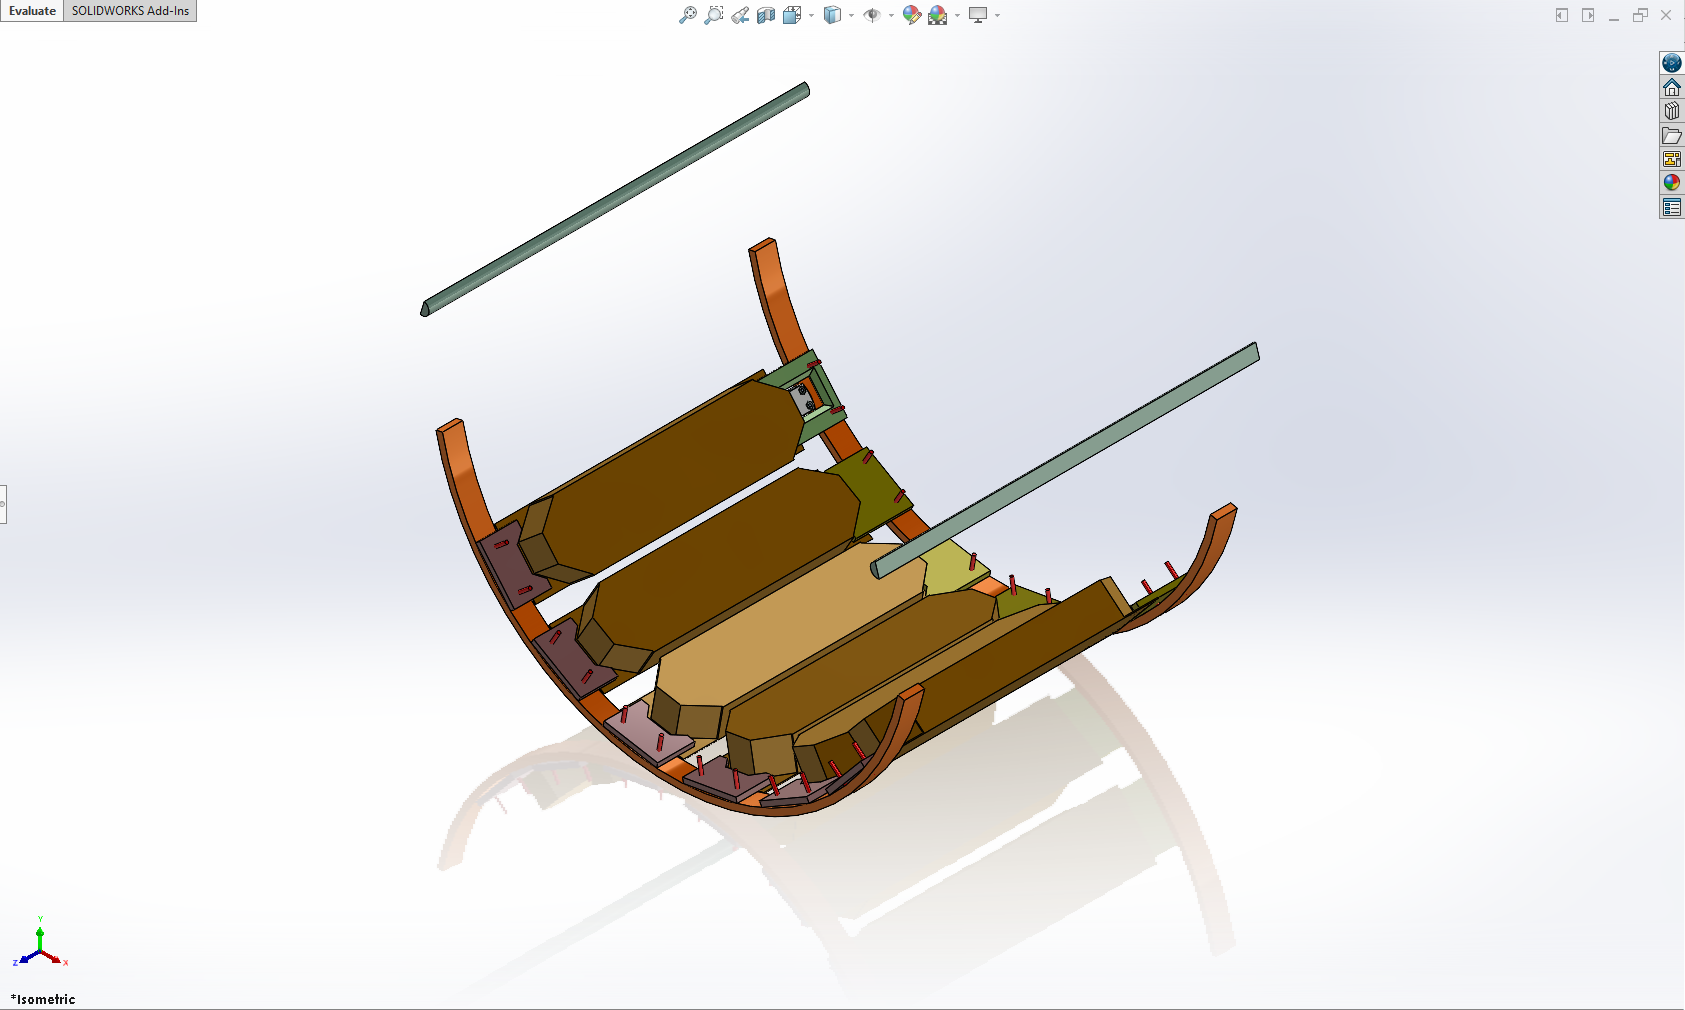 Evaluate
SOLIDWORKS Add-Ins
Y
Z
X
*Isometric